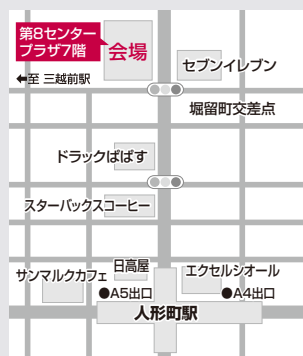 第8センター
プラザ7階
会場
セブンイレブン
←至 三越前駅
堀留町交差点
ドラックぱぱす
スターバックスコーヒー
日高屋
サンマルクカフェ
エクセルシオール
●A5出口
●A4出口
人形町駅